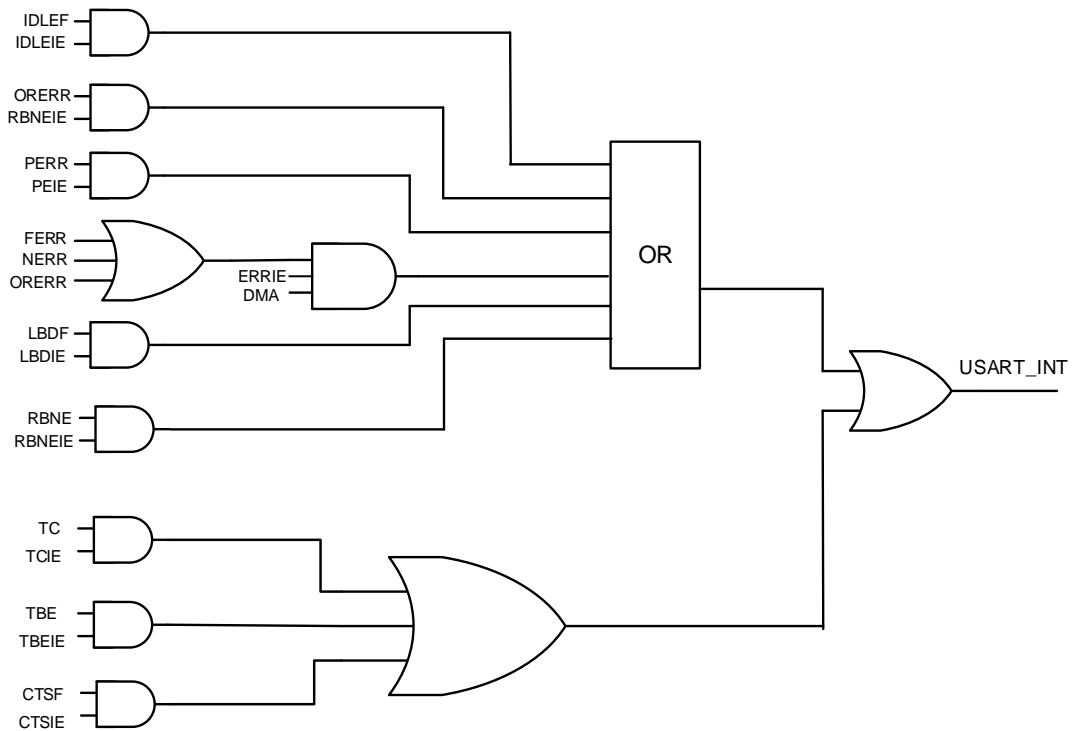 IDLEF
IDLEIE
ORERR
RBNEIE
PERR
PEIE
FERR
NERR
ORERR
ERRIE
DMA
LBDF
LBDIE
RBNE
RBNEIE
OR
USART_INT
TC
TCIE
TBE
TBEIE
CTSF
CTSIE